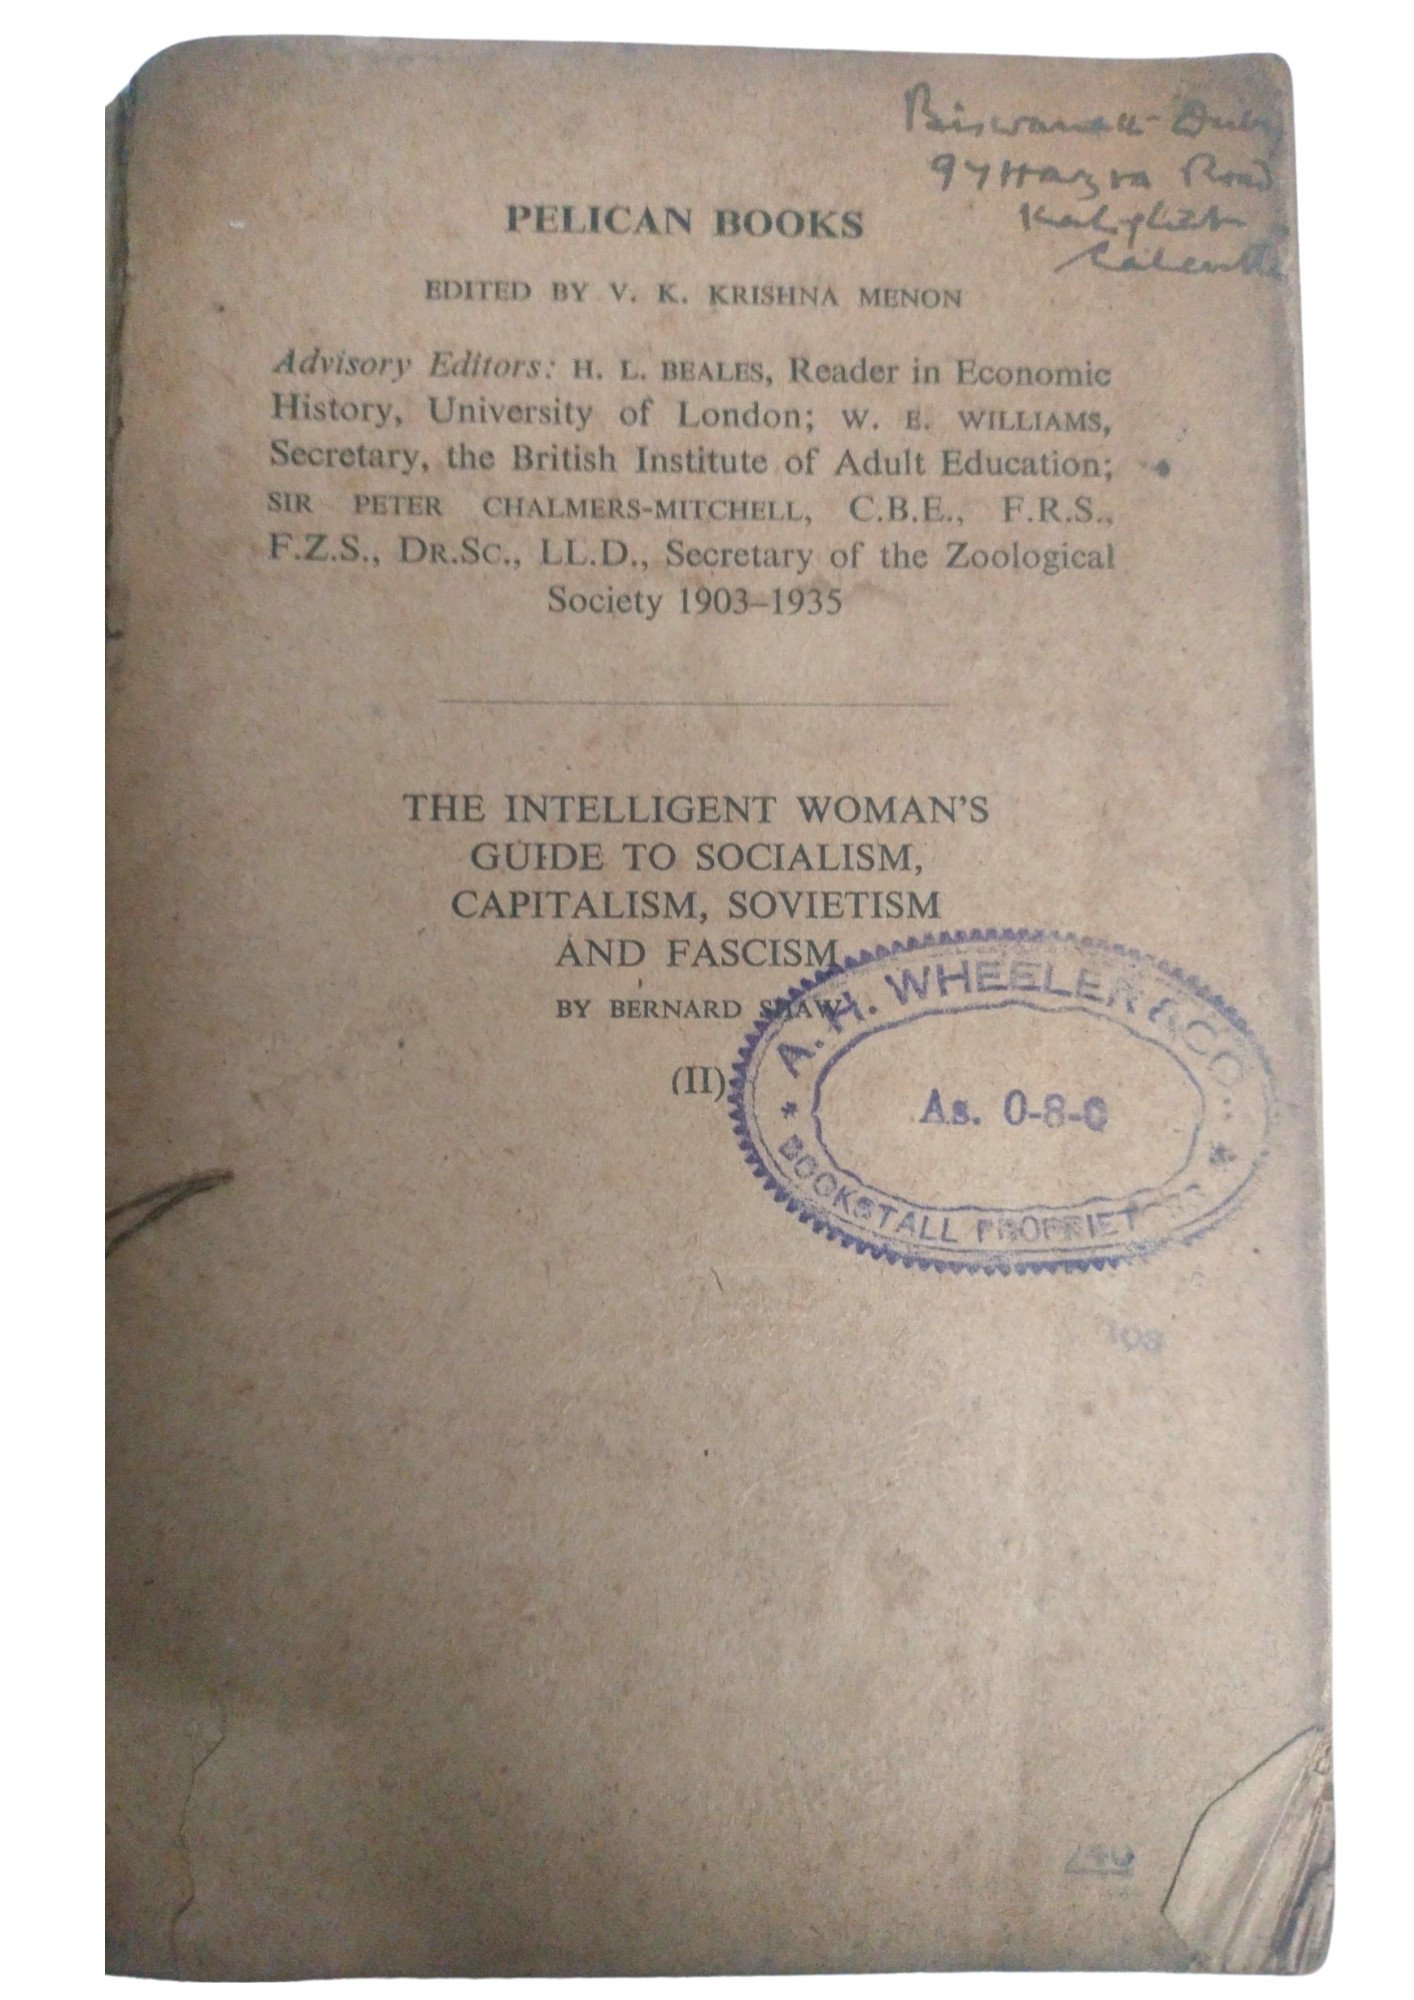 Biswanath
97 Hazra Road
Kalighat
Calcutta
PELICAN BOOKS
EDITED BY V. K. KRISHNA MENON
Advisory Editors: H. L. BEALES, Reader in Economic
History, University of London; W. E. WILLIAMS,
Secretary, the British Institute of Adult Education;
SIR PETER CHALMERS-MITCHELL, C.B.E., F.R.S.,
F.Z.S., DR.SC., LL.D., Secretary of the Zoological
Society 1903–1935
THE INTELLIGENT WOMAN'S
GUIDE TO SOCIALISM,
CAPITALISM, SOVIETISM
AND FASCISM
BY BERNARD SHAW
(II)
A. H. WHEELER & CO.
As. 0-8-0
BOOKSTALL PROPRIETORS